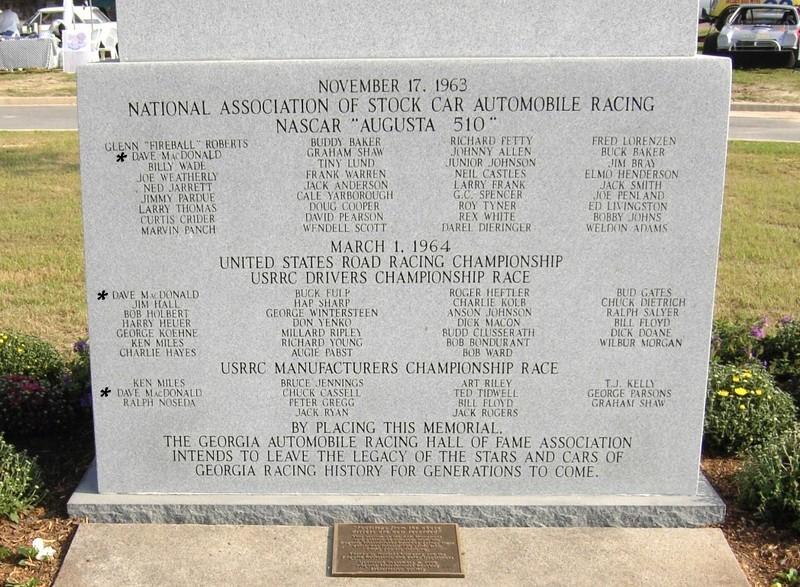 NOVEMBER 17, 1963
NATIONAL ASSOCIATION OF STOCK CAR AUTOMOBILE RACING
NASCAR "AUGUSTA 510"
GLENN "FIREBALL" ROBERTS BUDDY BAKER RICHARD PETTY FRED LORENZEN
* DAVE MacDONALD GRAHAM SHAW JOHNNY ALLEN BUCK BAKER
BILLY WADE TINY LUND JUNIOR JOHNSON JIM BRAY
JOE WEATHERLY FRANK WARREN NEIL CASTLES ELMO HENDERSON
NED JARRETT JACK ANDERSON LARRY FRANK JACK SMITH
JIMMY PARDUE CALE YARBOROUGH G.C. SPENCER JOE PENLAND
LARRY THOMAS DOUG COOPER ROY TYNER ED LIVINGSTON
CURTIS CRIDER DAVID PEARSON REX WHITE BOBBY JOHNS
MARVIN PANCH WENDELL SCOTT DAREL DIERINGER WELDON ADAMS
MARCH 1, 1964
UNITED STATES ROAD RACING CHAMPIONSHIP
USRRC DRIVERS CHAMPIONSHIP RACE
* DAVE MacDONALD BUCK FULP ROGER HEFTLER BUD GATES
JIM HALL HAP SHARP CHARLIE KOLB CHUCK DIETRICH
BOB HOLBERT GEORGE WINTERSTEEN ANSON JOHNSON RALPH SALYER
HARRY HEUER DON YENKO DICK MACON BILL FLOYD
GEORGE KOEHNE MILLARD RIPLEY BUDD CLUSSERATH DICK DOANE
KEN MILES RICHARD YOUNG BOB BONDURANT WILBUR MORGAN
CHARLIE HAYES AUGIE PABST BOB WARD
USRRC MANUFACTURERS CHAMPIONSHIP RACE
KEN MILES BRUCE JENNINGS ART RILEY T.J. KELLY
* DAVE MacDONALD CHUCK CASSELL TED TIDWELL GEORGE PARSONS
RALPH NOSEDA PETER GREGG BILL FLOYD GRAHAM SHAW
JACK RYAN JACK ROGERS
BY PLACING THIS MEMORIAL,
THE GEORGIA AUTOMOBILE RACING HALL OF FAME ASSOCIATION
INTENDS TO LEAVE THE LEGACY OF THE STARS AND CARS OF
GEORGIA RACING HISTORY FOR GENERATIONS TO COME.